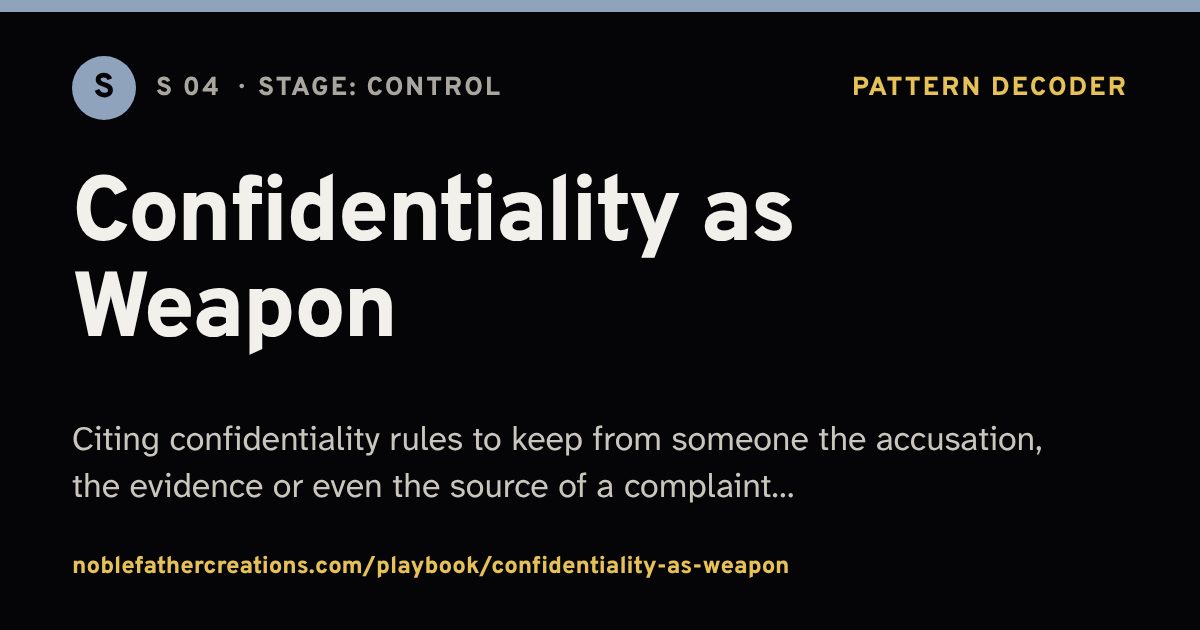 S
S 04 · STAGE: CONTROL
PATTERN DECODER
Confidentiality as
Weapon
Citing confidentiality rules to keep from someone the accusation,
the evidence or even the source of a complaint...
noblefathercreations.com/playbook/confidentiality-as-weapon